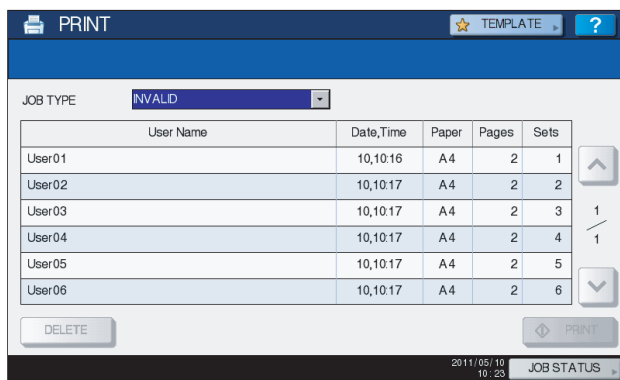 PRINT TEMPLATE ?
JOB TYPE INVALID
User Name Date,Time Paper Pages Sets
User01 10,10:16 A4 2 1
User02 10,10:17 A4 2 2
User03 10,10:17 A4 2 3
User04 10,10:17 A4 2 4
User05 10,10:17 A4 2 5
User06 10,10:17 A4 2 6
1
1
DELETE PRINT
2011/05/10
10:23 JOB STATUS